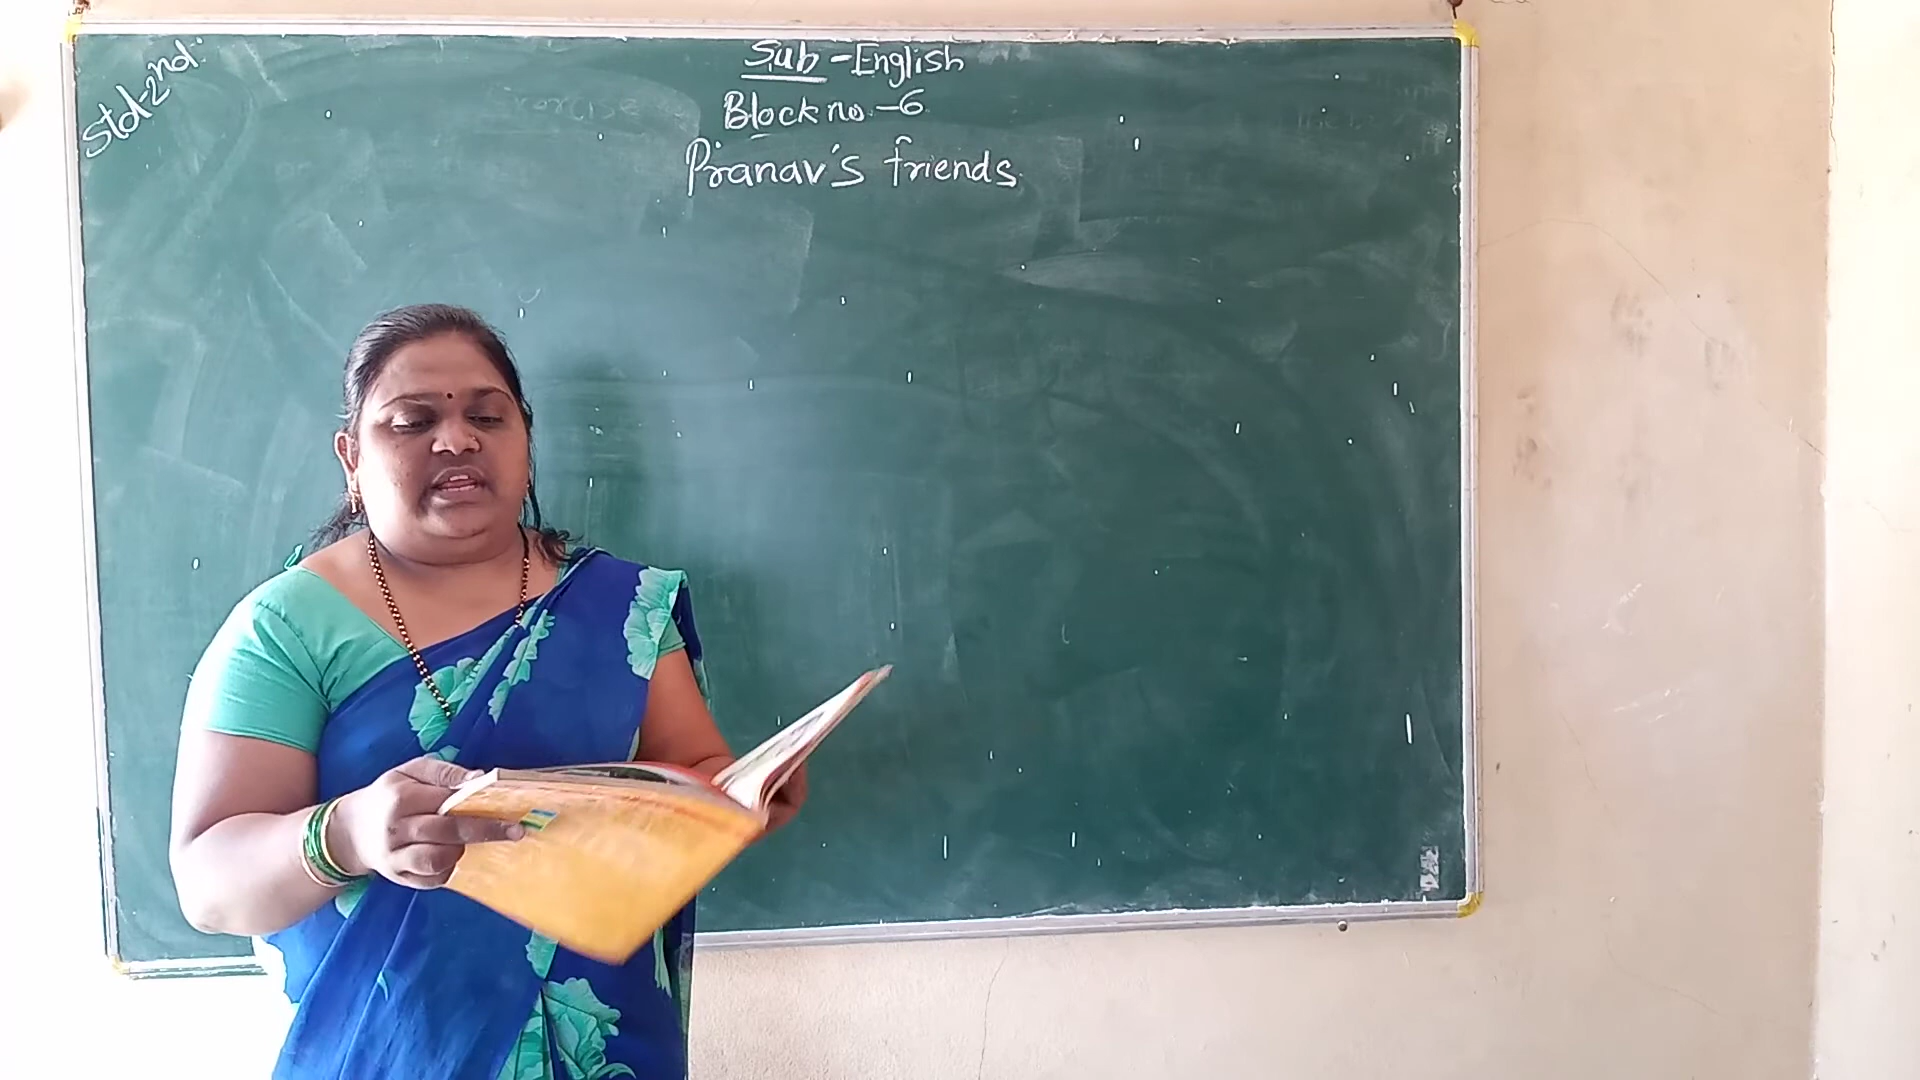 Std-2nd.
Sub-English
Block no.-6
Pranav's friends.